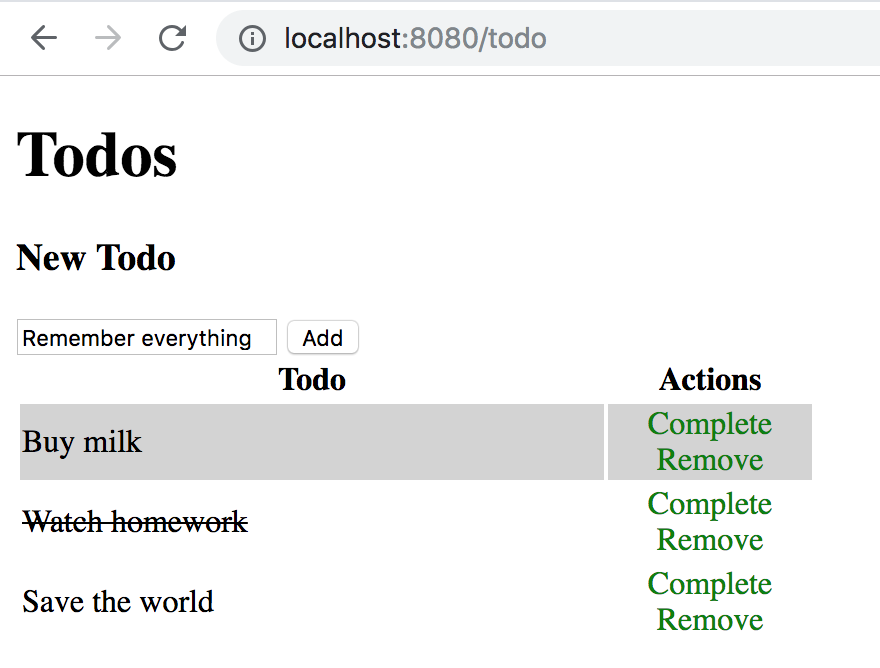 localhost:8080/todo
Todos
New Todo
Remember everything Add
Todo Actions
Buy milk Complete
Remove
Watch homework Complete
Remove
Save the world Complete
Remove